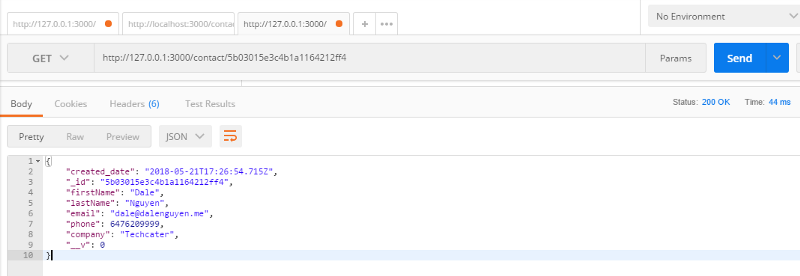 http://127.0.0.1:3000/
http://localhost:3000/contac
http://127.0.0.1:3000/
+
•••
No Environment
GET
http://127.0.0.1:3000/contact/5b03015e3c4b1a1164212ff4
Params
Send
Body Cookies Headers (6) Test Results
Status: 200 OK Time: 44 ms
Pretty Raw Preview JSON
1 {
2 "created_date": "2018-05-21T17:26:54.715Z",
3 "_id": "5b03015e3c4b1a1164212ff4",
4 "firstName": "Dale",
5 "lastName": "Nguyen",
6 "email": "dale@dalenguyen.me",
7 "phone": 6476209999,
8 "company": "Techcater",
9 "__v": 0
10 }